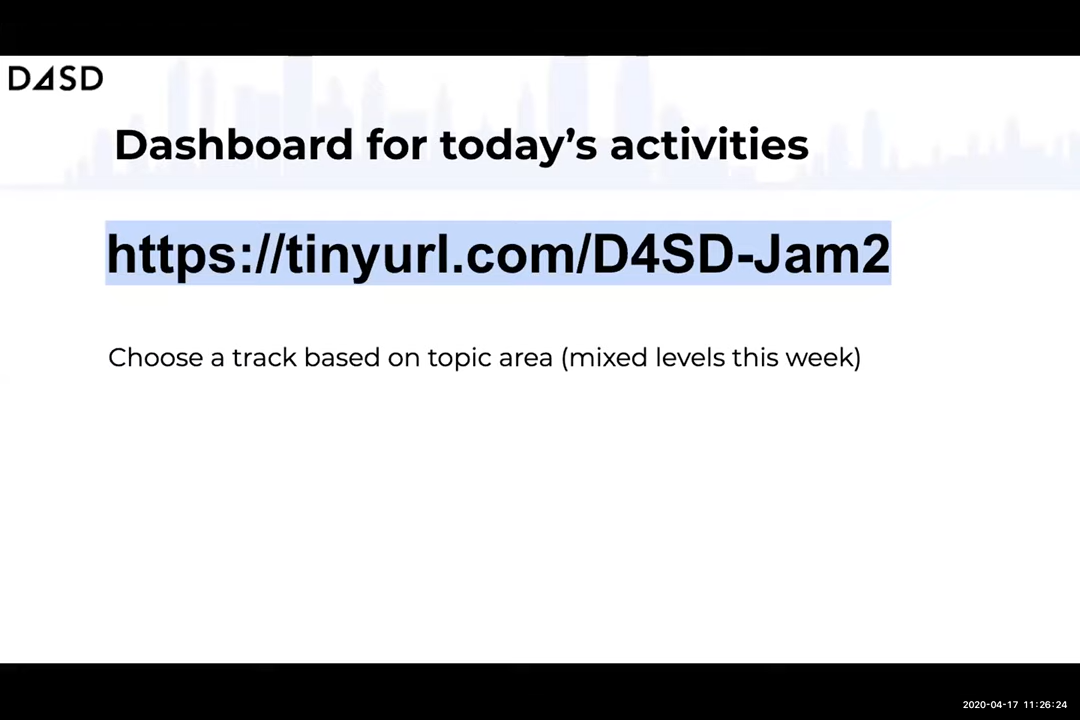 D4SD
Dashboard for today’s activities
https://tinyurl.com/D4SD-Jam2
Choose a track based on topic area (mixed levels this week)
2020-04-17 11:26:24